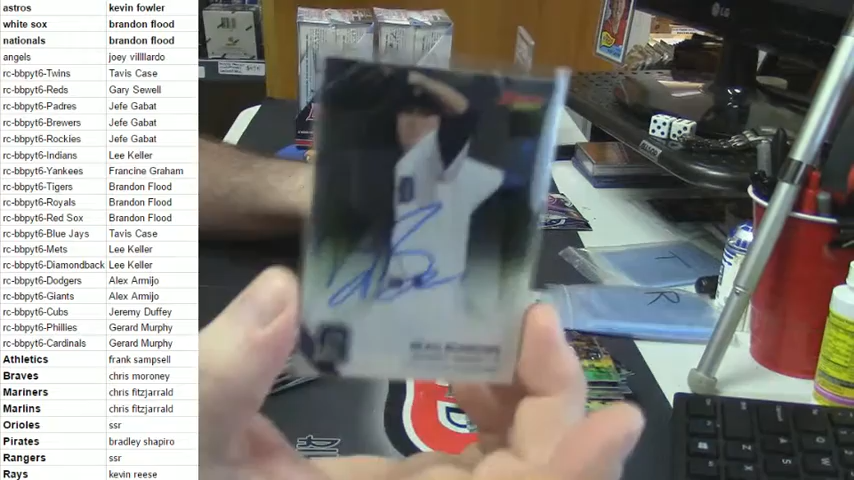 astros kevin fowler
white sox brandon flood
nationals brandon flood
angels joey villllardo
rc-bbpyt6-Twins Tavis Case
rc-bbpyt6-Reds Gary Sewell
rc-bbpyt6-Padres Jefe Gabat
rc-bbpyt6-Brewers Jefe Gabat
rc-bbpyt6-Rockies Jefe Gabat
rc-bbpyt6-Indians Lee Keller
rc-bbpyt6-Yankees Francine Graham
rc-bbpyt6-Tigers Brandon Flood
rc-bbpyt6-Royals Brandon Flood
rc-bbpyt6-Red Sox Brandon Flood
rc-bbpyt6-Blue Jays Tavis Case
rc-bbpyt6-Mets Lee Keller
rc-bbpyt6-Diamondback Lee Keller
rc-bbpyt6-Dodgers Alex Armijo
rc-bbpyt6-Giants Alex Armijo
rc-bbpyt6-Cubs Jeremy Duffey
rc-bbpyt6-Phillies Gerard Murphy
rc-bbpyt6-Cardinals Gerard Murphy
Athletics frank sampsell
Braves chris moroney
Mariners chris fitzjarrald
Marlins chris fitzjarrald
Orioles ssr
Pirates bradley shapiro
Rangers ssr
Rays kevin reese
T
R